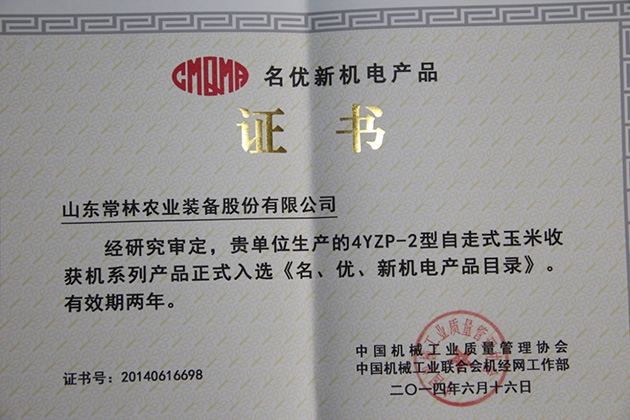 CMQMA 名优新机电产品
证书
山东常林农业装备股份有限公司
经研究审定，贵单位生产的4YZP-2型自走式玉米收
获机系列产品正式入选《名、优、新机电产品目录》。
有效期两年。
中国机械工业质量管理协会
中国机械工业联合会机经网工作部
证书号：20140616698
二〇一四年六月十六日